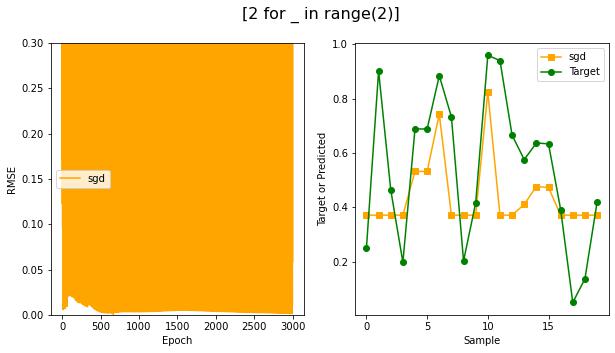 [2 for _ in range(2)]
0.30
0.25
0.20
0.15
0.10
0.05
0.00
RMSE
sgd
0 500 1000 1500 2000 2500 3000
Epoch
1.0
0.8
0.6
0.4
0.2
Target or Predicted
sgd
Target
0 5 10 15
Sample